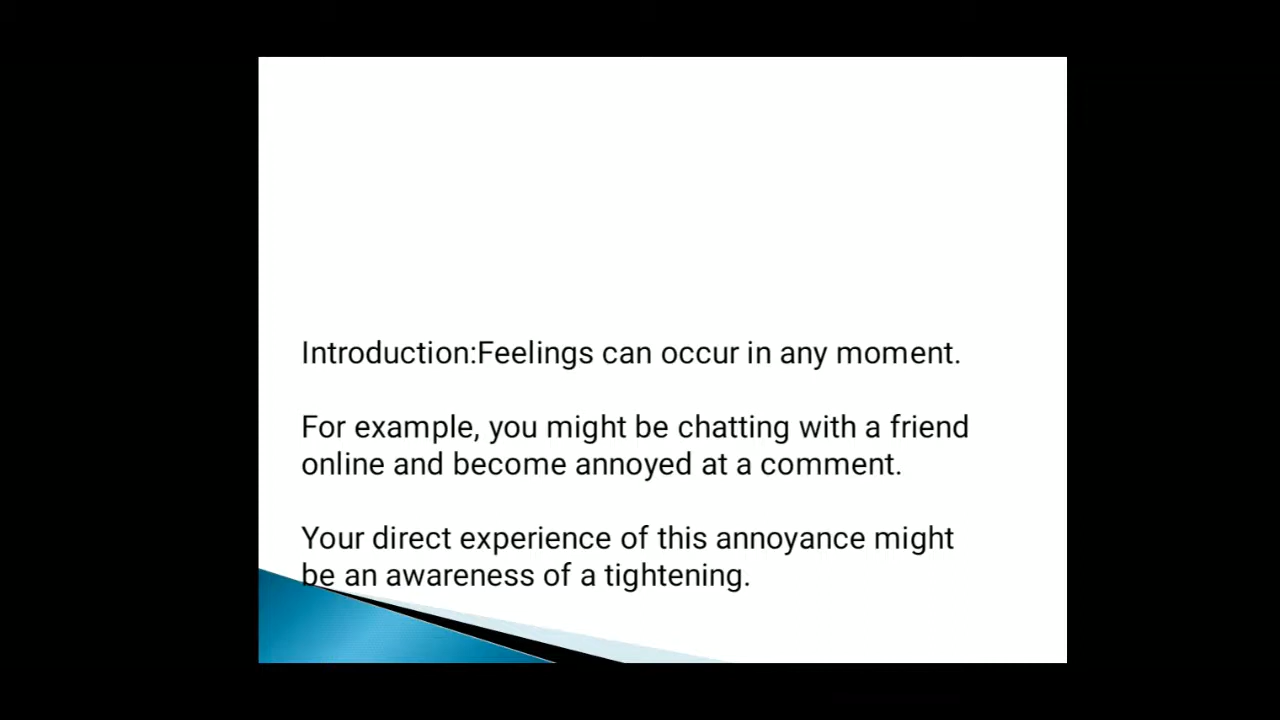 Introduction:Feelings can occur in any moment.
For example, you might be chatting with a friend
online and become annoyed at a comment.
Your direct experience of this annoyance might
be an awareness of a tightening.